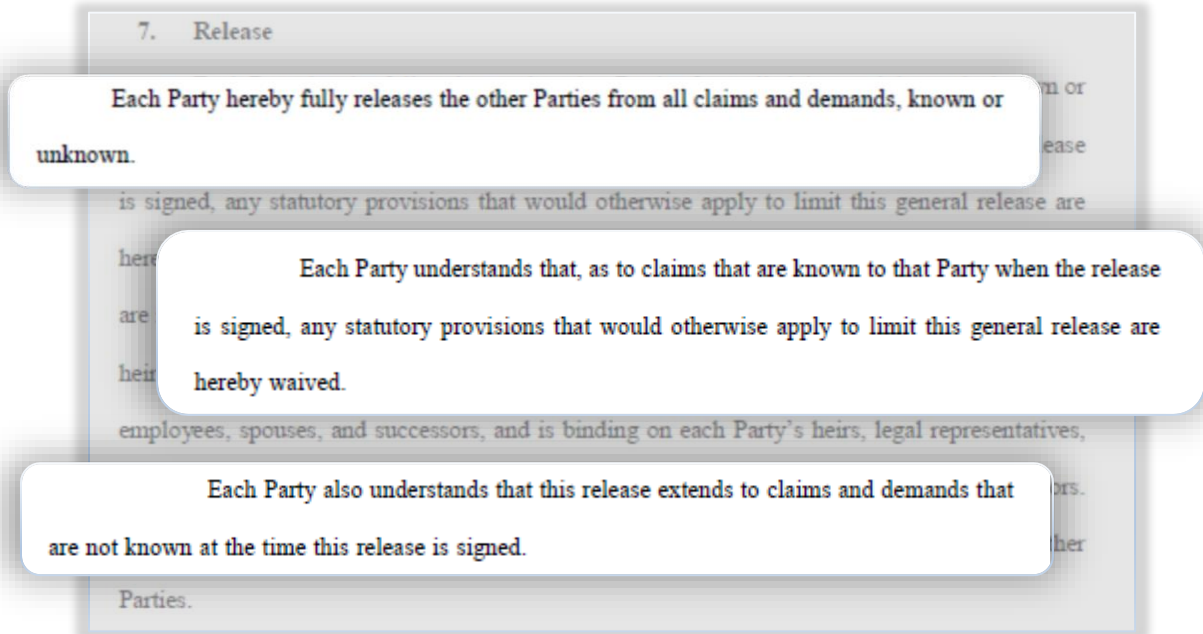 7. Release
Each Party hereby fully releases the other Parties from all claims and demands, known or
unknown.
is signed, any statutory provisions that would otherwise apply to limit this general release are
Each Party understands that, as to claims that are known to that Party when the release
is signed, any statutory provisions that would otherwise apply to limit this general release are
hereby waived.
are
employees, spouses, and successors, and is binding on each Party's heirs, legal representatives,
Each Party also understands that this release extends to claims and demands that
are not known at the time this release is signed.
Parties.